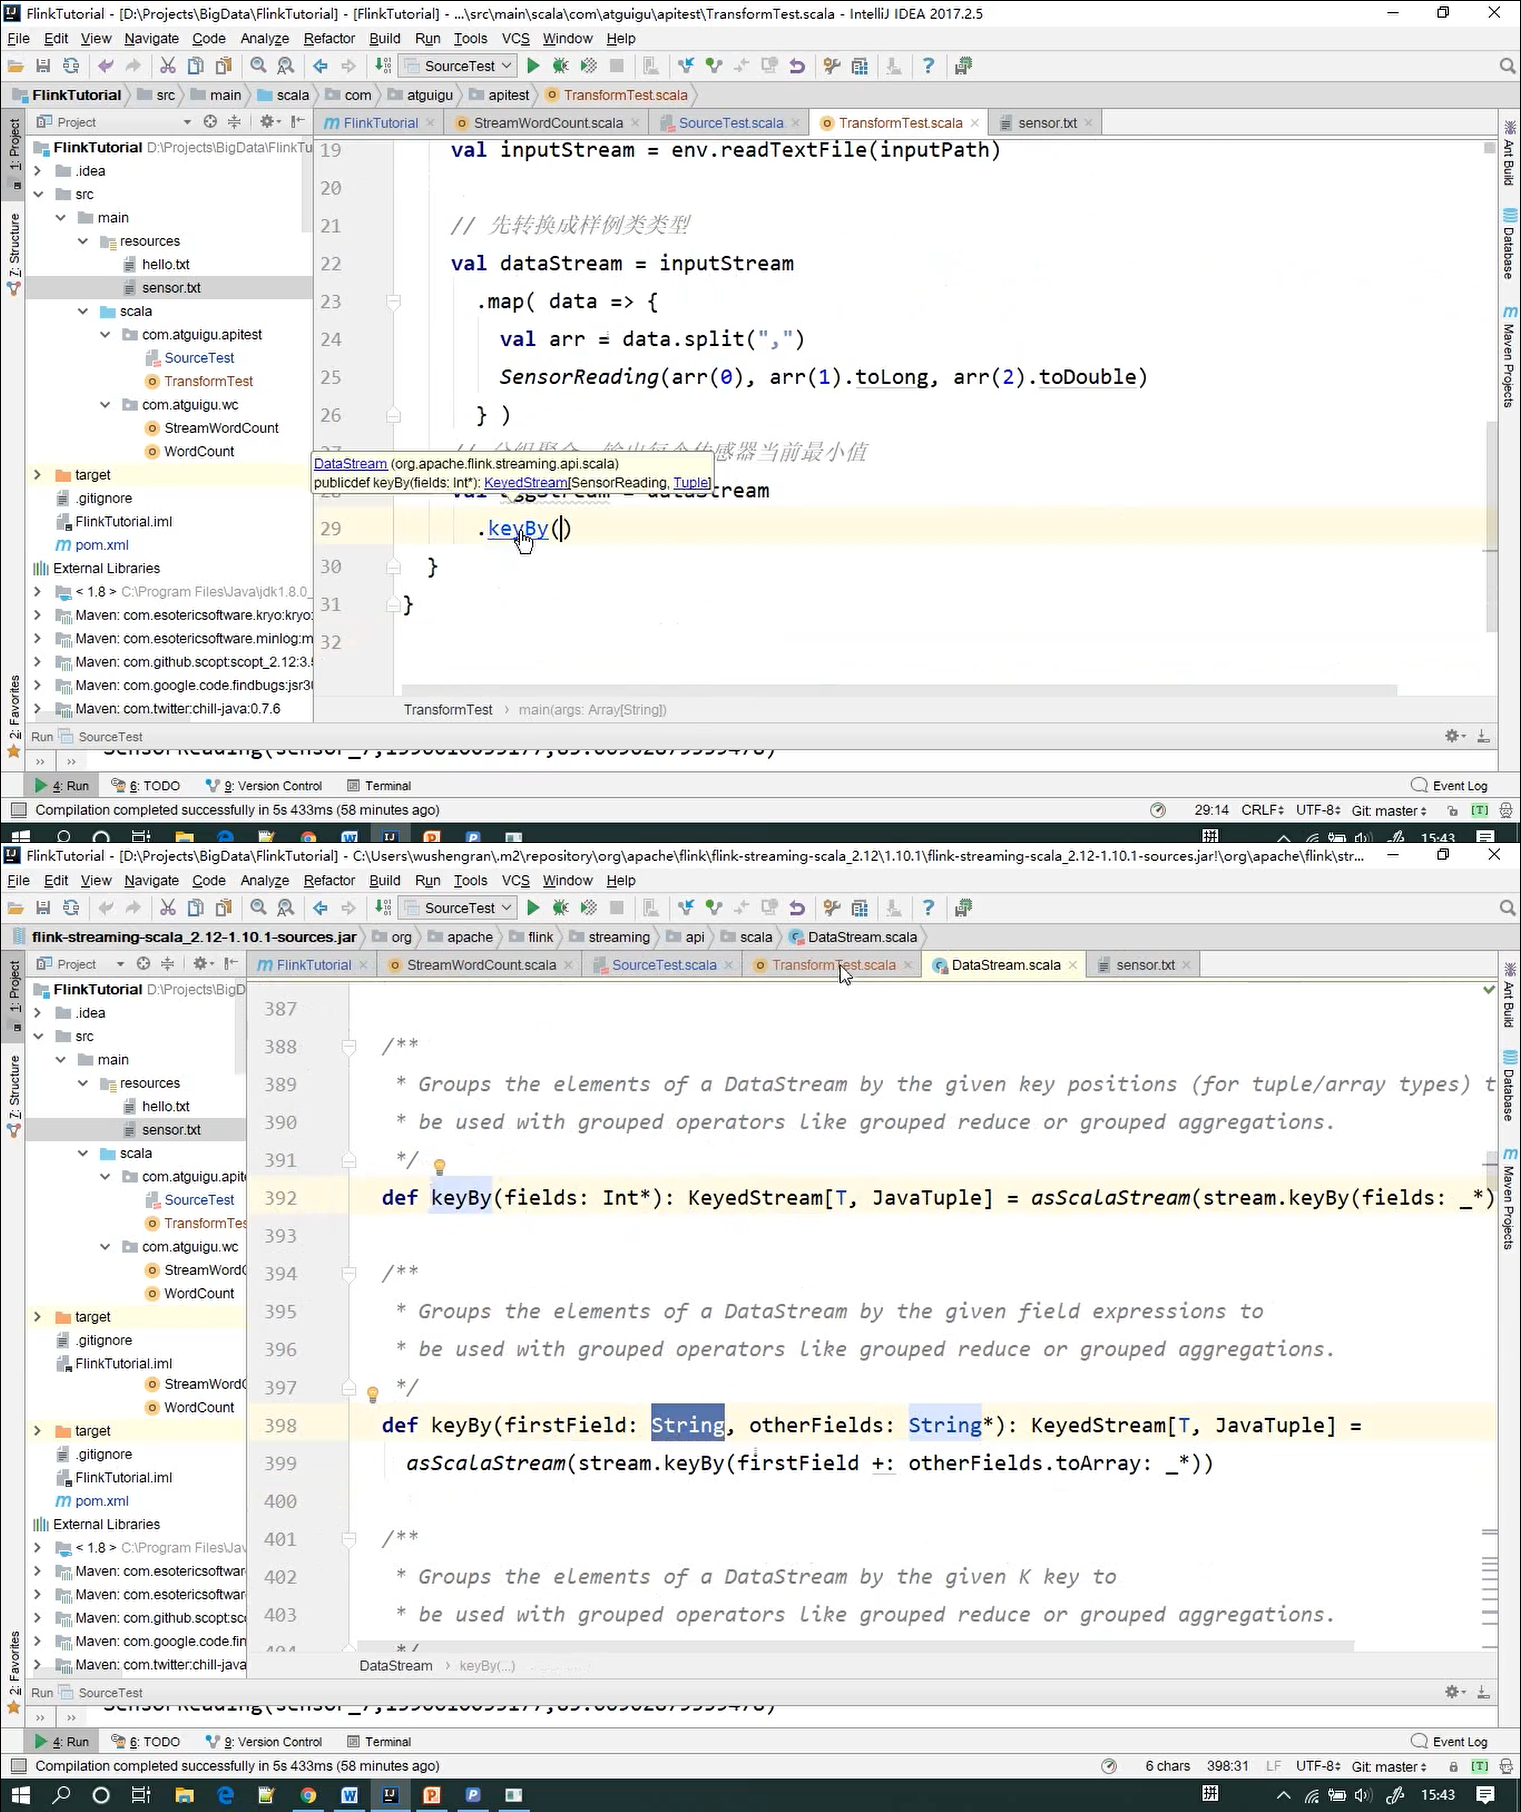 FlinkTutorial - [D:\Projects\BigData\FlinkTutorial] - [FlinkTutorial] - ...\src\main\scala\com\atguigu\apitest\TransformTest.scala - IntelliJ IDEA 2017.2.5
File Edit View Navigate Code Analyze Refactor Build Run Tools VCS Window Help
SourceTest
FlinkTutorial src main scala com atguigu apitest TransformTest.scala
Project
FlinkTutorial StreamWordCount.scala SourceTest.scala TransformTest.scala sensor.txt
1: Project
7: Structure
2: Favorites
FlinkTutorial D:\Projects\BigData\FlinkTu
.idea
src
main
resources
hello.txt
sensor.txt
scala
com.atguigu.apitest
SourceTest
TransformTest
com.atguigu.wc
StreamWordCount
WordCount
target
.gitignore
FlinkTutorial.iml
pom.xml
External Libraries
< 1.8 > C:\Program Files\Java\jdk1.8.0_
Maven: com.esotericsoftware.kryo:kryo:
Maven: com.esotericsoftware.minlog:m
Maven: com.github.scopt:scopt_2.12:3.5
Maven: com.google.code.findbugs:jsr30
Maven: com.twitter:chill-java:0.7.6
19 val inputStream = env.readTextFile(inputPath)
20
21 // 先转换成样例类类型
22 val dataStream = inputStream
23 .map( data => {
24 val arr = data.split(",")
25 SensorReading(arr(0), arr(1).toLong, arr(2).toDouble)
26 } )
27 // 分组聚合，输出每个传感器当前最小值
DataStream (org.apache.flink.streaming.api.scala)
publicdef keyBy(fields: Int*): KeyedStream[SensorReading, Tuple]
28 val aggStream = dataStream
29 .keyBy()
30 }
31 }
32
Ant Build
Database
Maven Projects
TransformTest main(args: Array[String])
Run SourceTest
4: Run 6: TODO 9: Version Control Terminal Event Log
Compilation completed successfully in 5s 433ms (58 minutes ago) 29:14 CRLF UTF-8 Git: master [T]
拼 15:43
FlinkTutorial - [D:\Projects\BigData\FlinkTutorial] - C:\Users\wushengran\.m2\repository\org\apache\flink\flink-streaming-scala_2.12\1.10.1\flink-streaming-scala_2.12-1.10.1-sources.jar!\org\apache\flink\str...
File Edit View Navigate Code Analyze Refactor Build Run Tools VCS Window Help
SourceTest
flink-streaming-scala_2.12-1.10.1-sources.jar org apache flink streaming api scala DataStream.scala
Project
FlinkTutorial StreamWordCount.scala SourceTest.scala TransformTest.scala DataStream.scala sensor.txt
1: Project
7: Structure
2: Favorites
FlinkTutorial D:\Projects\BigD
.idea
src
main
resources
hello.txt
sensor.txt
scala
com.atguigu.apite
SourceTest
TransformTes
com.atguigu.wc
StreamWordC
WordCount
target
.gitignore
FlinkTutorial.iml
StreamWordC
WordCount
target
.gitignore
FlinkTutorial.iml
pom.xml
External Libraries
< 1.8 > C:\Program Files\Jav
Maven: com.esotericsoftwar
Maven: com.esotericsoftwar
Maven: com.github.scopt:sco
Maven: com.google.code.fin
Maven: com.twitter:chill-java
387
388 /**
389 * Groups the elements of a DataStream by the given key positions (for tuple/array types) t
390 * be used with grouped operators like grouped reduce or grouped aggregations.
391 */
392 def keyBy(fields: Int*): KeyedStream[T, JavaTuple] = asScalaStream(stream.keyBy(fields: _*)
393
394 /**
395 * Groups the elements of a DataStream by the given field expressions to
396 * be used with grouped operators like grouped reduce or grouped aggregations.
397 */
398 def keyBy(firstField: String, otherFields: String*): KeyedStream[T, JavaTuple] =
399 asScalaStream(stream.keyBy(firstField +: otherFields.toArray: _*))
400
401 /**
402 * Groups the elements of a DataStream by the given K key to
403 * be used with grouped operators like grouped reduce or grouped aggregations.
404 */
Ant Build
Database
Maven Projects
DataStream keyBy(...)
Run SourceTest
4: Run 6: TODO 9: Version Control Terminal Event Log
Compilation completed successfully in 5s 433ms (58 minutes ago) 6 chars 398:31 LF UTF-8 Git: master [T]
拼 15:43